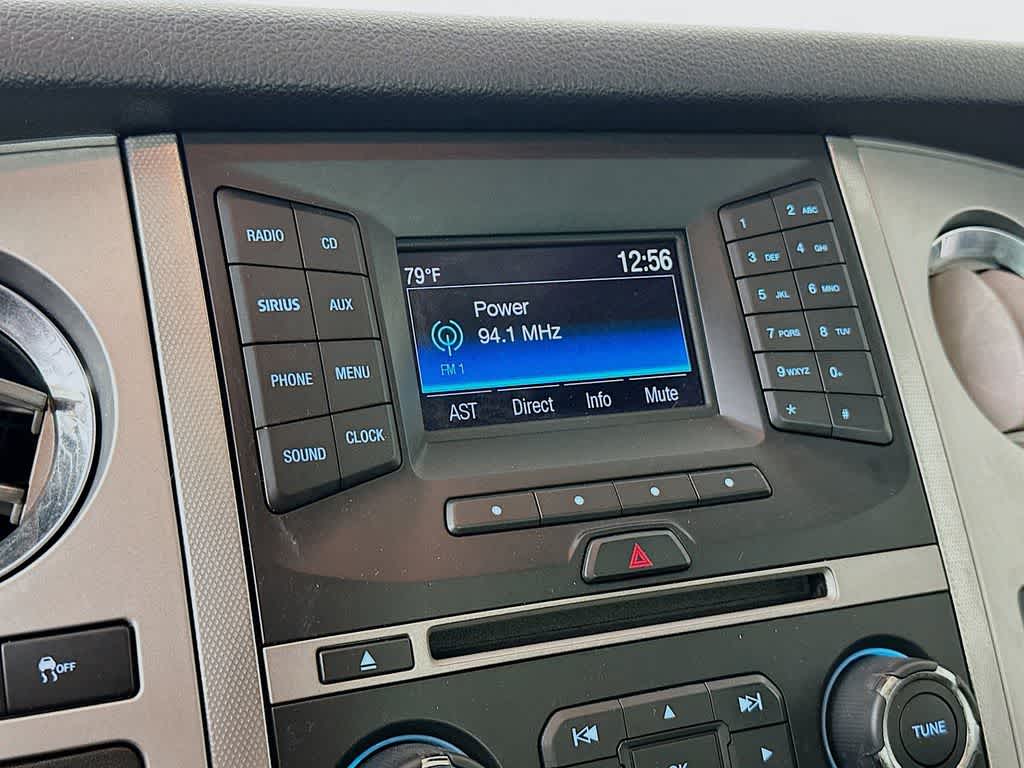 RADIO CD
SIRIUS AUX
PHONE MENU
SOUND CLOCK
79°F 12:56
Power
94.1 MHz
FM 1
AST Direct Info Mute
1 2 ABC
3 DEF 4 GHI
5 JKL 6 MNO
7 PQRS 8 TUV
9 WXYZ 0+
* #
OFF
TUNE